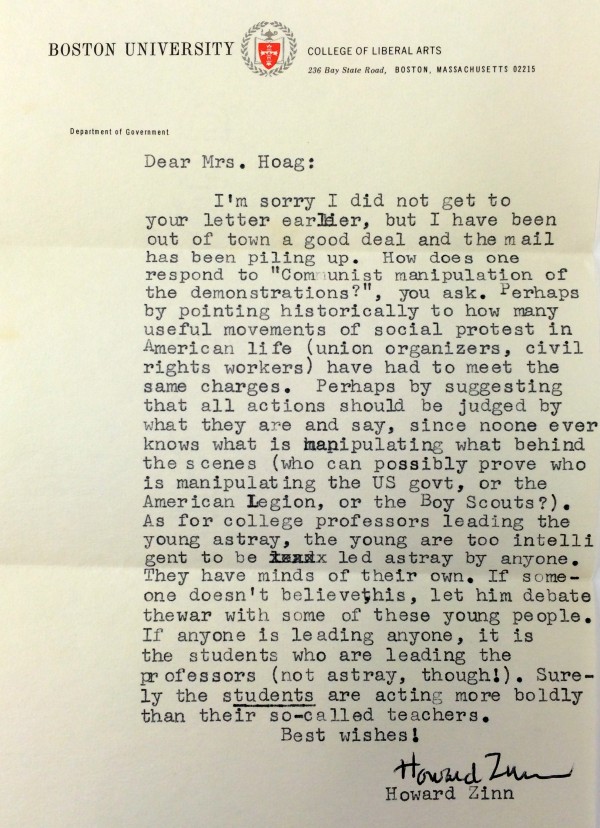 BOSTON UNIVERSITY
COLLEGE OF LIBERAL ARTS
236 Bay State Road, BOSTON, MASSACHUSETTS 02215
Department of Government
Dear Mrs. Hoag:
I'm sorry I did not get to
your letter earlier, but I have been
out of town a good deal and the mail
has been piling up. How does one
respond to "Communist manipulation of
the demonstrations?", you ask. Perhaps
by pointing historically to how many
useful movements of social protest in
American life (union organizers, civil
rights workers) have had to meet the
same charges. Perhaps by suggesting
that all actions should be judged by
what they are and say, since noone ever
knows what is manipulating what behind
the scenes (who can possibly prove who
is manipulating the US govt, or the
American Legion, or the Boy Scouts?).
As for college professors leading the
young astray, the young are too intelli
gent to be led astray by anyone.
They have minds of their own. If some-
one doesn't believe this, let him debate
thewar with some of these young people.
If anyone is leading anyone, it is
the students who are leading the
professors (not astray, though!). Sure-
ly the students are acting more boldly
than their so-called teachers.
Best wishes!
Howard Zinn
Howard Zinn